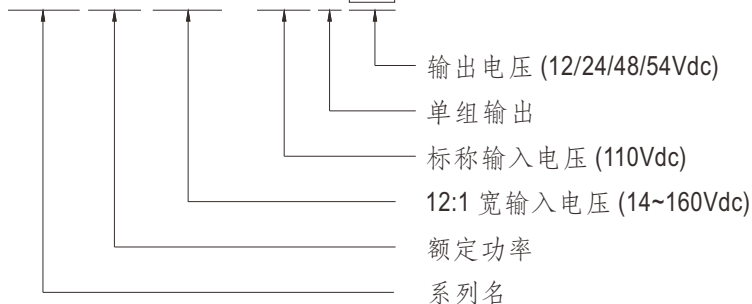 输出电压 (12/24/48/54Vdc)
单组输出
标称输入电压 (110Vdc)
12:1 宽输入电压 (14~160Vdc)
额定功率
系列名